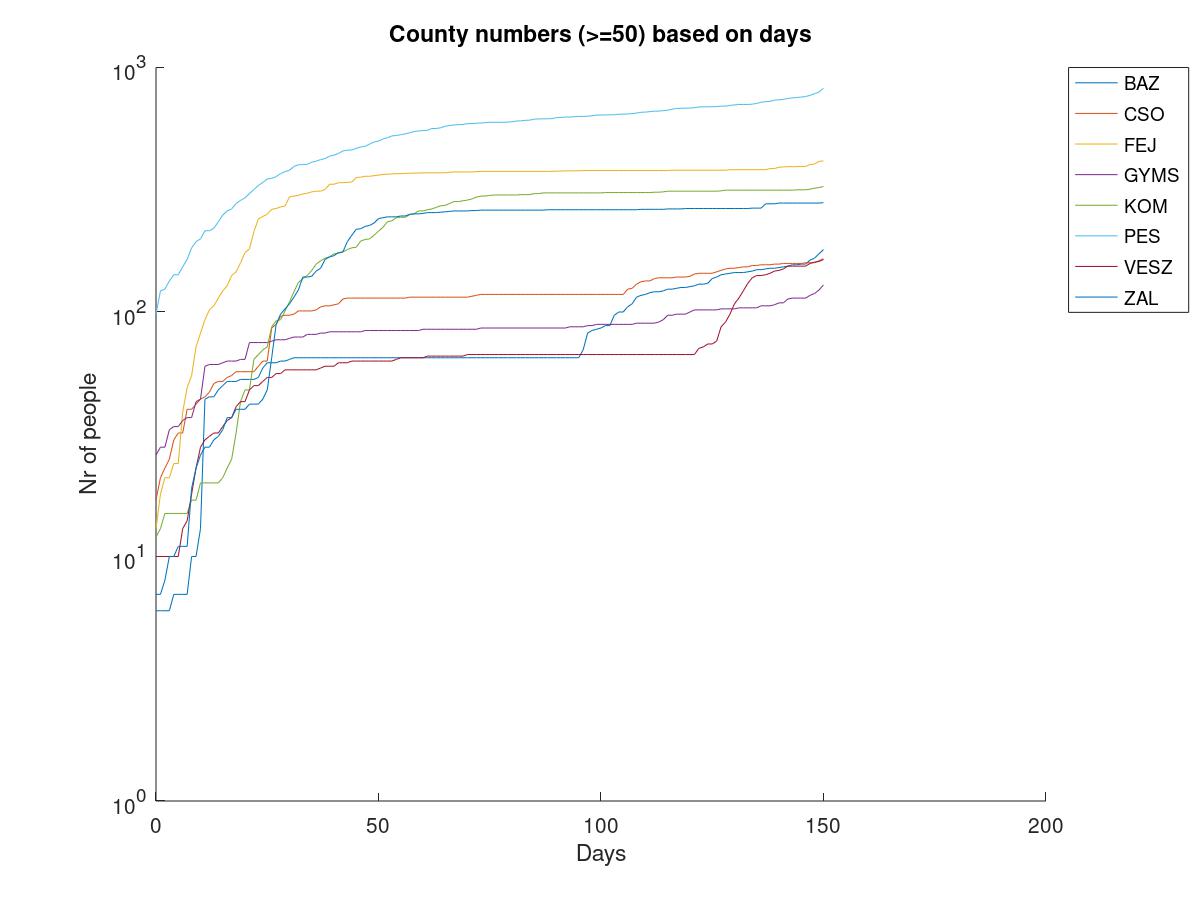 County numbers (>=50) based on days
10^3
10^2
10^1
10^0
Nr of people
0 50 100 150 200
Days
BAZ
CSO
FEJ
GYMS
KOM
PES
VESZ
ZAL